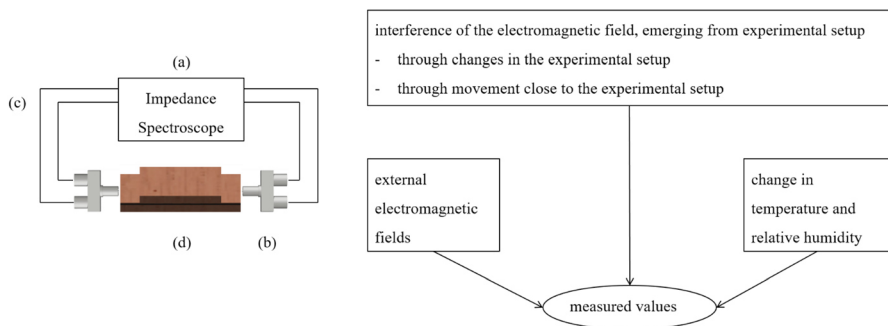 (a)
(c)
Impedance
Spectroscope
(d)
(b)
interference of the electromagnetic field, emerging from experimental setup
- through changes in the experimental setup
- through movement close to the experimental setup
external
electromagnetic
fields
change in
temperature and
relative humidity
measured values